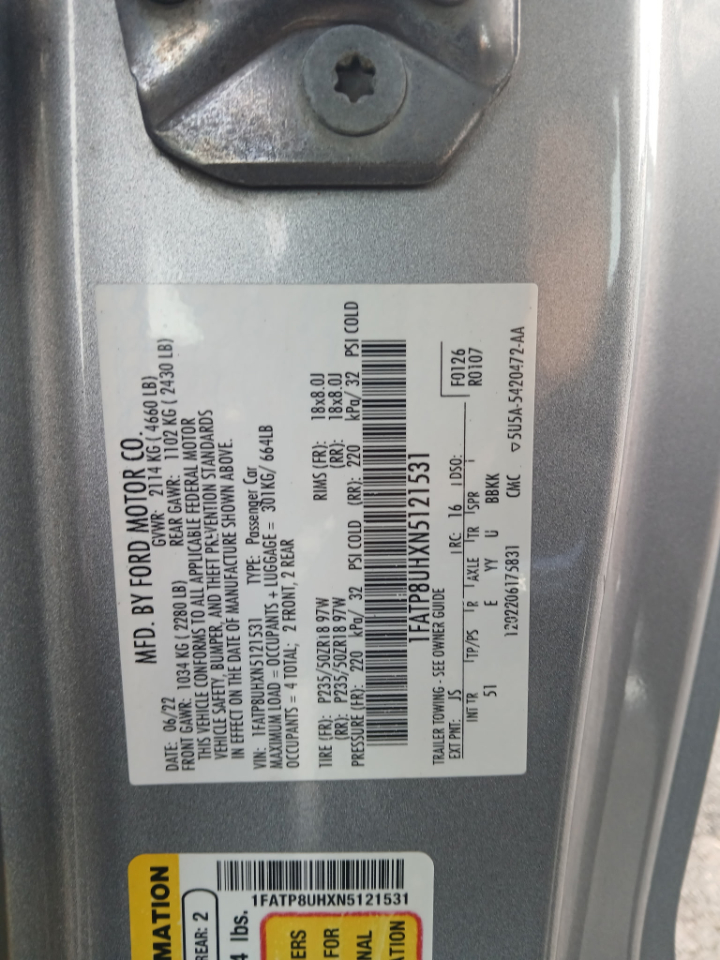 MFD. BY FORD MOTOR CO.
DATE: 06/22 GVWR: 2114 KG ( 4660 LB)
FRONT GAWR: 1034 KG ( 2280 LB) REAR GAWR: 1102 KG ( 2430 LB)
THIS VEHICLE CONFORMS TO ALL APPLICABLE FEDERAL MOTOR
VEHICLE SAFETY, BUMPER, AND THEFT PREVENTION STANDARDS
IN EFFECT ON THE DATE OF MANUFACTURE SHOWN ABOVE.
VIN: 1FATP8UHXN5121531 TYPE: Passenger Car
MAXIMUM LOAD = OCCUPANTS + LUGGAGE = 301KG/ 664LB
OCCUPANTS = 4 TOTAL; 2 FRONT, 2 REAR
TIRE (FR): P235/50ZR18 97W RIMS (FR): 18x8.0J
(RR): P235/50ZR18 97W (RR): 18x8.0J
PRESSURE (FR): 220 kPa/ 32 PSI COLD (RR): 220 kPa/ 32 PSI COLD
1FATP8UHXN5121531
TRAILER TOWING - SEE OWNER GUIDE F0126
EXT PNT: JS RC: 16 DSO: R0107
INT TR TP/PS R AXLE TR SPR
51 E YY U BBKK
1202206175831 CMC ▽5U5A-5420472-AA
1FATP8UHXN5121531
MATION
REAR: 2
4 lbs.
ERS
FOR
NAL
ATION